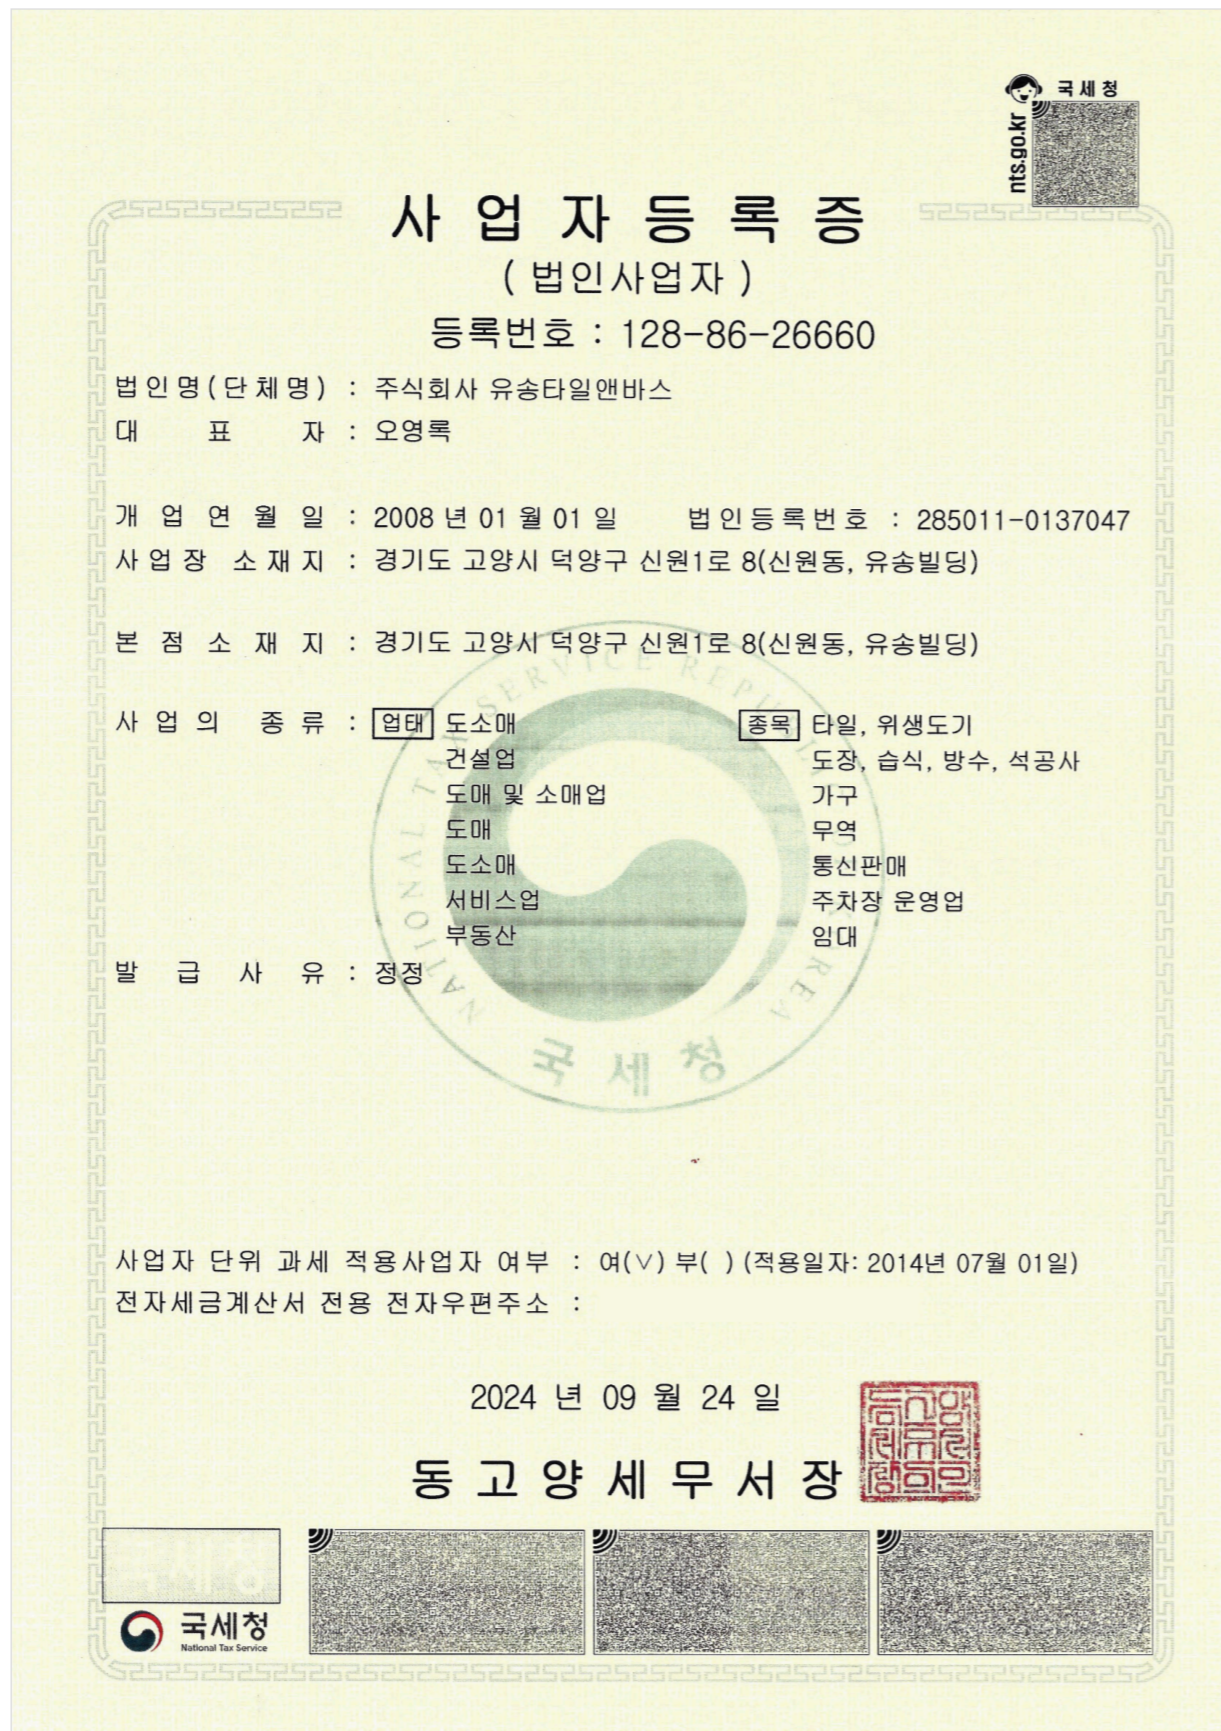 국세청
nts.go.kr
사업자등록증
( 법인사업자 )
등록번호 : 128-86-26660
법인명(단체명) : 주식회사 유송타일앤바스
대표자 : 오영록
개업연월일 : 2008 년 01 월 01 일 법인등록번호 : 285011-0137047
사업장 소재지 : 경기도 고양시 덕양구 신원1로 8(신원동, 유송빌딩)
본점소재지 : 경기도 고양시 덕양구 신원1로 8(신원동, 유송빌딩)
사업의 종류 : 업태 도소매 종목 타일, 위생도기
건설업 도장, 습식, 방수, 석공사
도매 및 소매업 가구
도매 무역
도소매 통신판매
서비스업 주차장 운영업
부동산 임대
발급사유 : 정정
NATIONAL TAX SERVICE REPUBLIC OF KOREA
국세청
사업자 단위 과세 적용사업자 여부 : 여(∨) 부( ) (적용일자: 2014년 07월 01일)
전자세금계산서 전용 전자우편주소 :
2024 년 09 월 24 일
동고양세무서장
국세청
국세청
National Tax Service